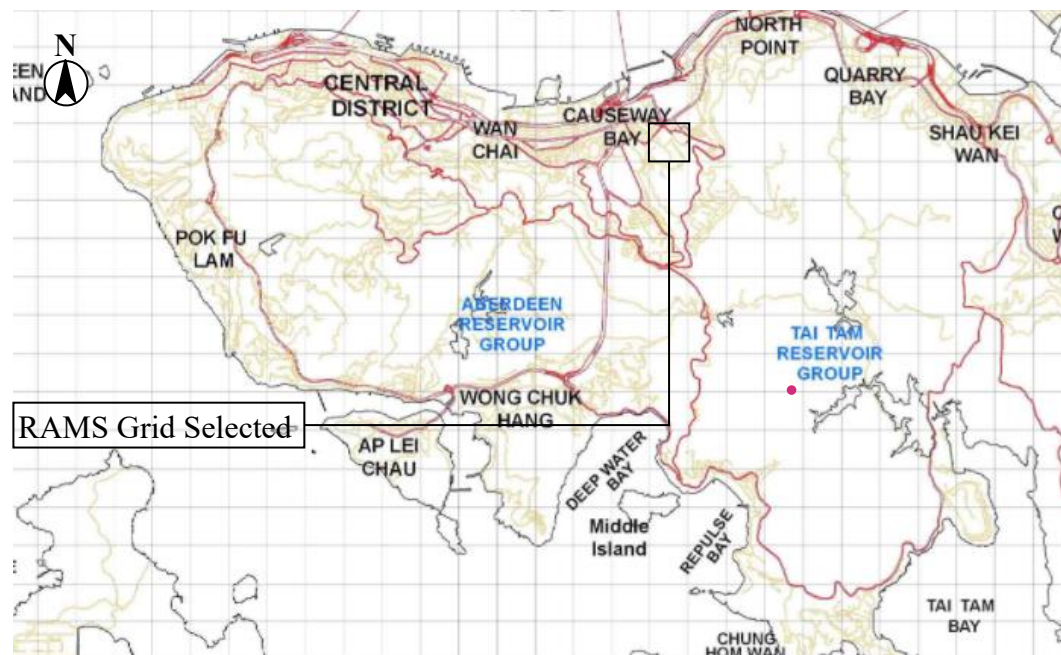 N
NORTH
POINT
EEN
AND
CENTRAL
DISTRICT
QUARRY
BAY
CAUSEWAY
BAY
WAN
CHAI
SHAU KEI
WAN
POK FU
LAM
ABERDEEN
RESERVOIR
GROUP
TAI TAM
RESERVOIR
GROUP
WONG CHUK
HANG
RAMS Grid Selected
AP LEI
CHAU
DEEP WATER
BAY
Middle
Island
REPULSE
BAY
TAI TAM
BAY
CHUNG
HOM WAN